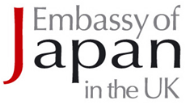 Embassy of
Japan
in the UK